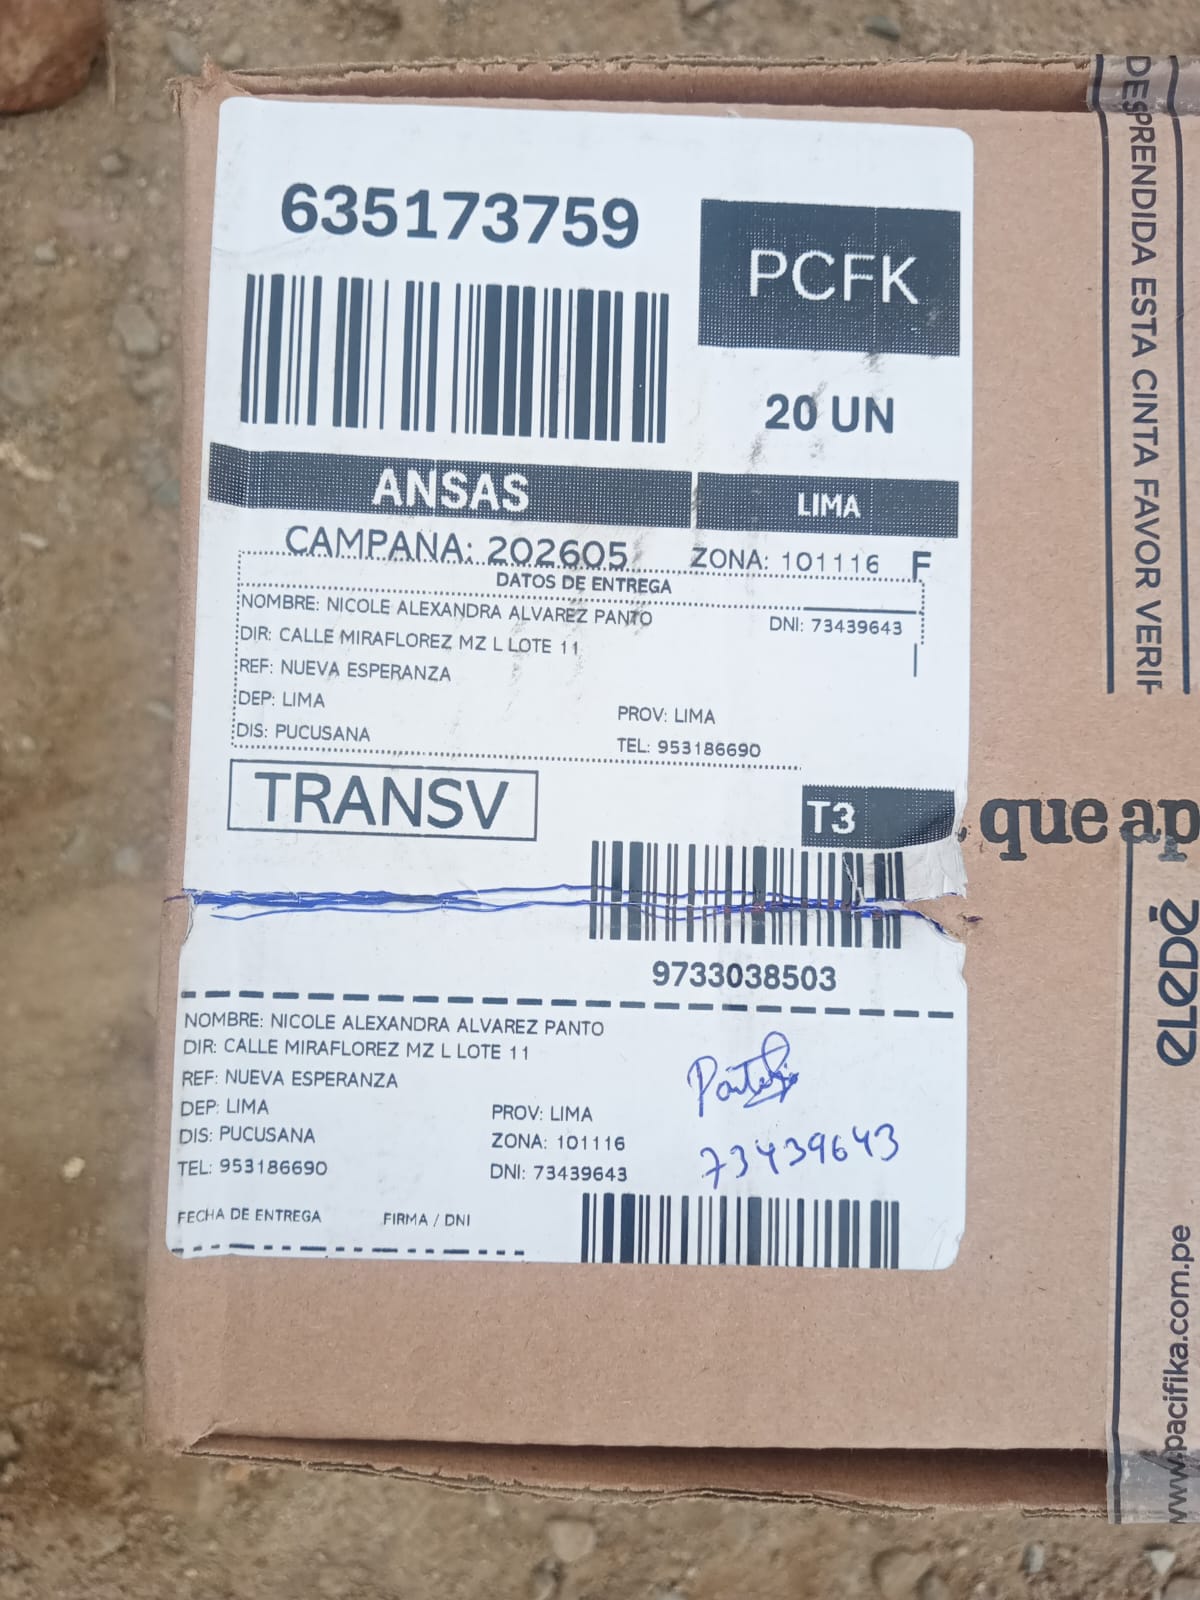 635173759
PCFK
20 UN
ANSAS
LIMA
CAMPAÑA: 202605
ZONA: 101116 F
DATOS DE ENTREGA
NOMBRE: NICOLE ALEXANDRA ALVAREZ PANTO
DNI: 73439643
DIR: CALLE MIRAFLOREZ MZ L LOTE 11
REF: NUEVA ESPERANZA
DEP: LIMA
PROV: LIMA
DIS: PUCUSANA
TEL: 953186690
TRANSV
T3
9733038503
NOMBRE: NICOLE ALEXANDRA ALVAREZ PANTO
DIR: CALLE MIRAFLOREZ MZ L LOTE 11
REF: NUEVA ESPERANZA
DEP: LIMA
PROV: LIMA
DIS: PUCUSANA
ZONA: 101116
TEL: 953186690
DNI: 73439643
73439643
FECHA DE ENTREGA
FIRMA / DNI
DESPRENDIDA ESTA CINTA FAVOR VERIF
que ap
www.pacifika.com.pe